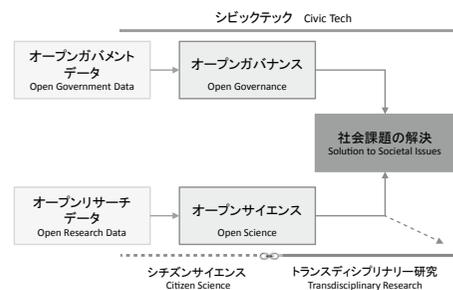 シビックテック Civic Tech
オープンガバメント
データ
Open Government Data
オープンガバナンス
Open Governance
社会課題の解決
Solution to Societal Issues
オープンリサーチ
データ
Open Research Data
オープンサイエンス
Open Science
シチズンサイエンス
Citizen Science
トランスディシプリナリー研究
Transdisciplinary Research